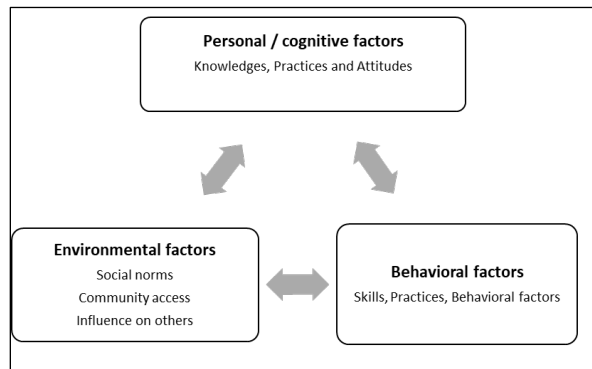 Personal / cognitive factors
Knowledges, Practices and Attitudes
Environmental factors
Social norms
Community access
Influence on others
Behavioral factors
Skills, Practices, Behavioral factors